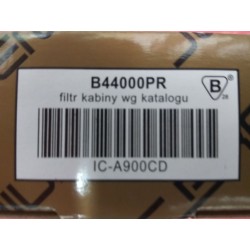 B44000PR
filtr kabiny wg katalogu
B
IC-A900CD